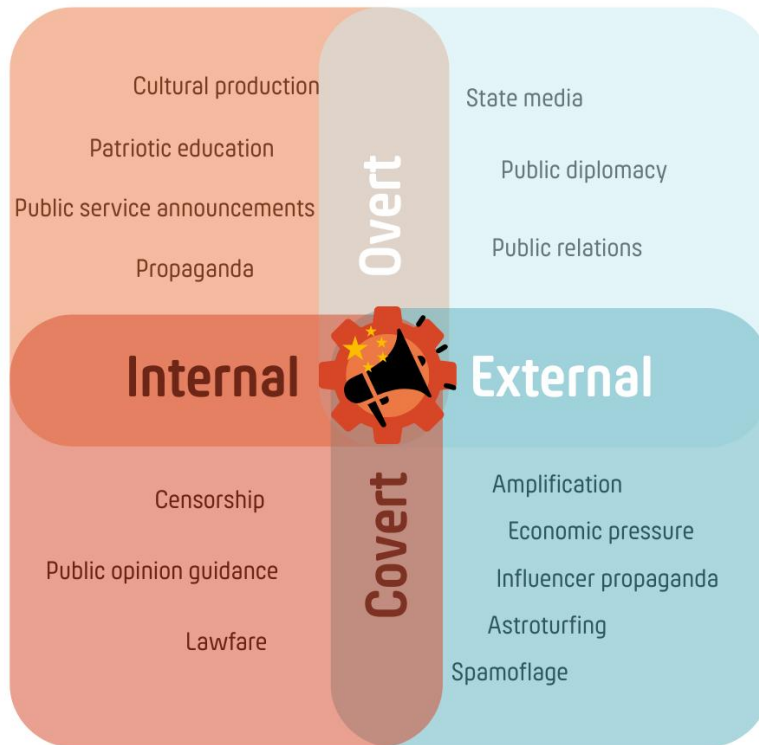 Cultural production
Patriotic education
Public service announcements
Propaganda
Overt
State media
Public diplomacy
Public relations
Internal
External
Censorship
Public opinion guidance
Lawfare
Covert
Amplification
Economic pressure
Influencer propaganda
Astroturfing
Spamoflage